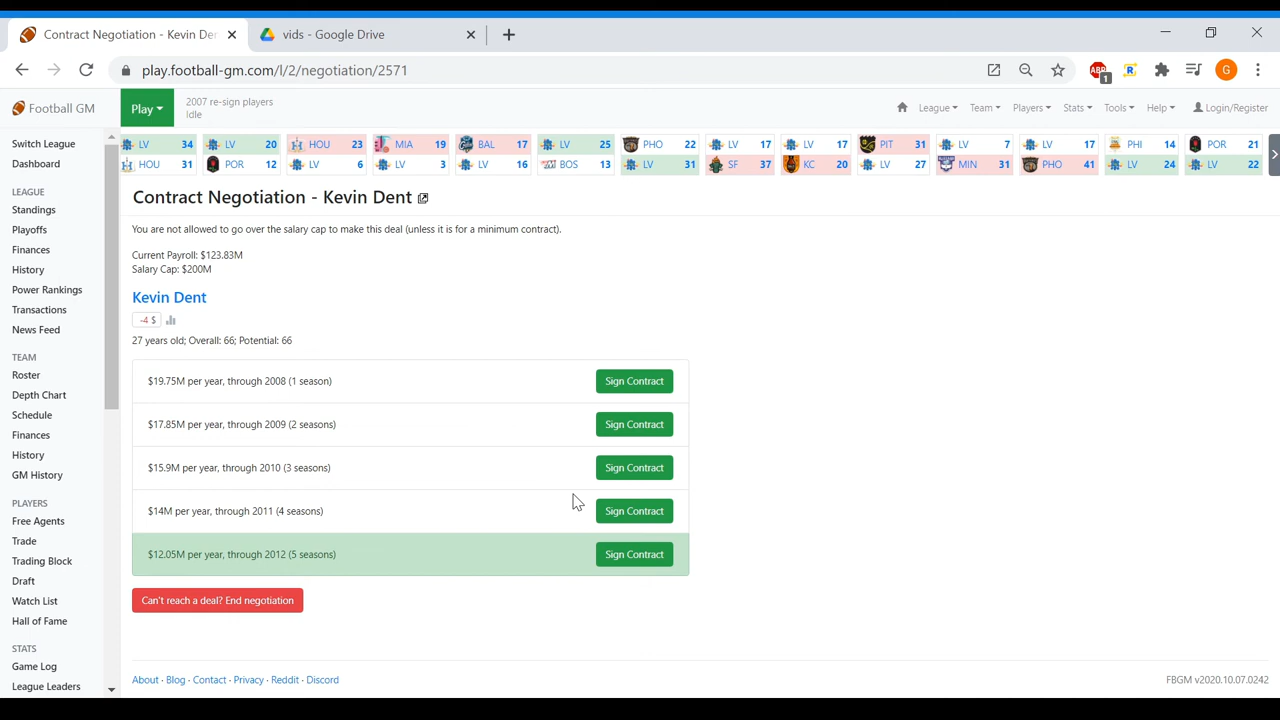 Contract Negotiation - Kevin Den
vids - Google Drive
play.football-gm.com/l/2/negotiation/2571
ABP
1
R
G
Football GM
Play
2007 re-sign players
Idle
League
Team
Players
Stats
Tools
Help
Login/Register
LV 34 LV 20 HOU 23 MIA 19 BAL 17 LV 25 PHO 22 LV 17 LV 17 PIT 31 LV 7 LV 17 PHI 14 POR 21
HOU 31 POR 12 LV 6 LV 3 LV 16 BOS 13 LV 31 SF 37 KC 20 LV 27 MIN 31 PHO 41 LV 24 LV 22
Switch League
Dashboard
LEAGUE
Standings
Playoffs
Finances
History
Power Rankings
Transactions
News Feed
TEAM
Roster
Depth Chart
Schedule
Finances
History
GM History
PLAYERS
Free Agents
Trade
Trading Block
Draft
Watch List
Hall of Fame
STATS
Game Log
League Leaders
Contract Negotiation - Kevin Dent
You are not allowed to go over the salary cap to make this deal (unless it is for a minimum contract).
Current Payroll: $123.83M
Salary Cap: $200M
Kevin Dent
-4 $
27 years old; Overall: 66; Potential: 66
$19.75M per year, through 2008 (1 season) Sign Contract
$17.85M per year, through 2009 (2 seasons) Sign Contract
$15.9M per year, through 2010 (3 seasons) Sign Contract
$14M per year, through 2011 (4 seasons) Sign Contract
$12.05M per year, through 2012 (5 seasons) Sign Contract
Can't reach a deal? End negotiation
About · Blog · Contact · Privacy · Reddit · Discord
FBGM v2020.10.07.0242